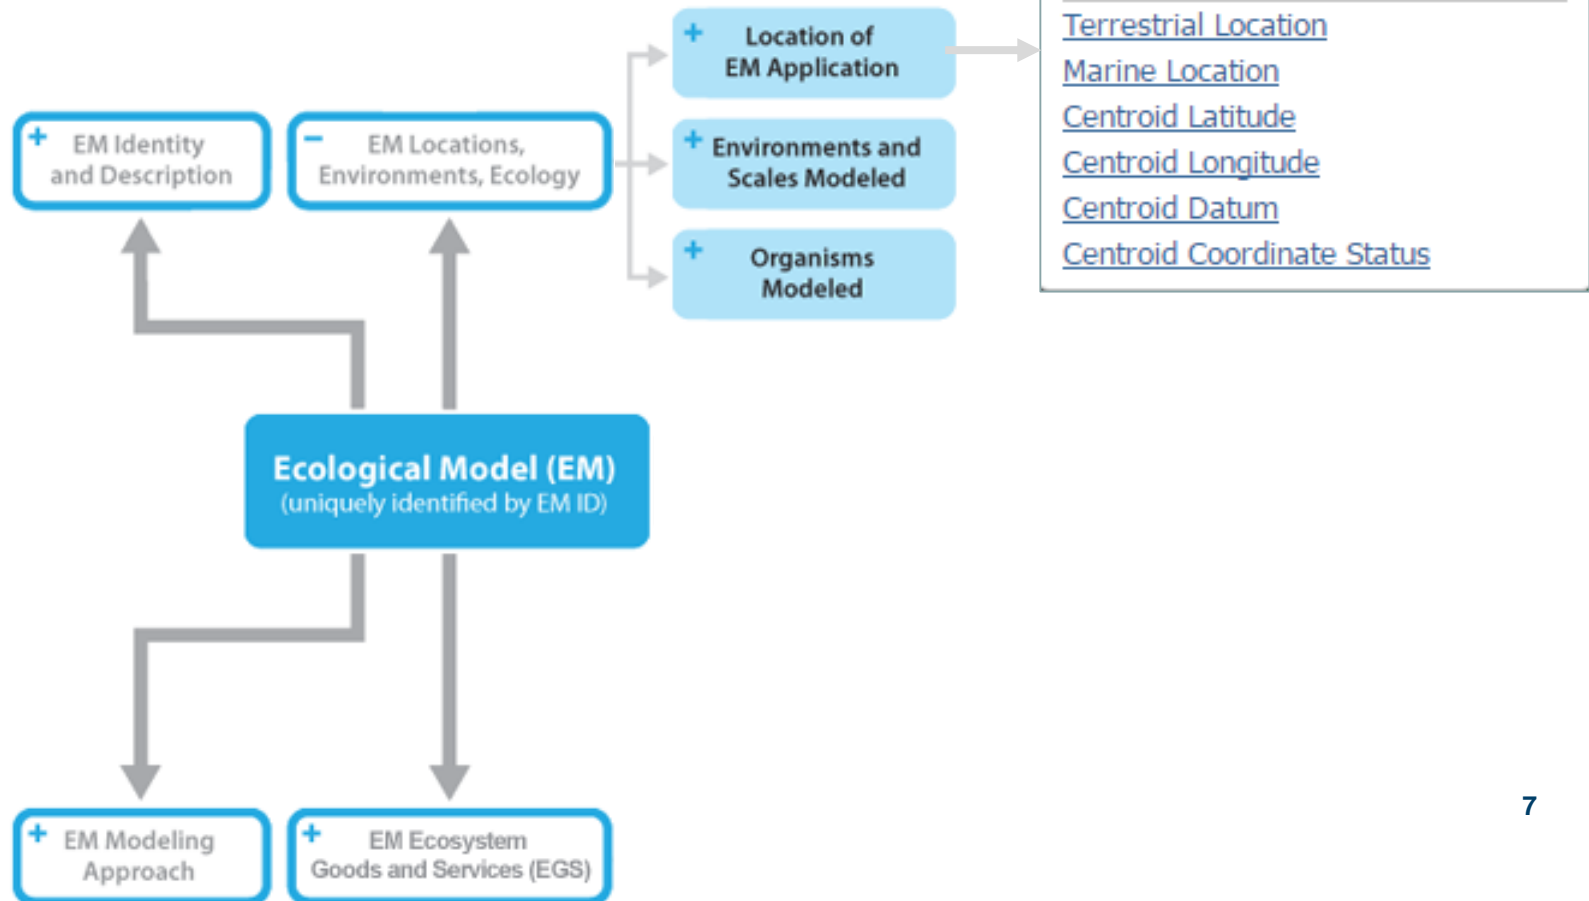 Location of
EM Application
Terrestrial Location
Marine Location
Centroid Latitude
Centroid Longitude
Centroid Datum
Centroid Coordinate Status
+ EM Identity
and Description
− EM Locations,
Environments, Ecology
+ Environments and
Scales Modeled
+ Organisms
Modeled
Ecological Model (EM)
(uniquely identified by EM ID)
+ EM Modeling
Approach
+ EM Ecosystem
Goods and Services (EGS)
7